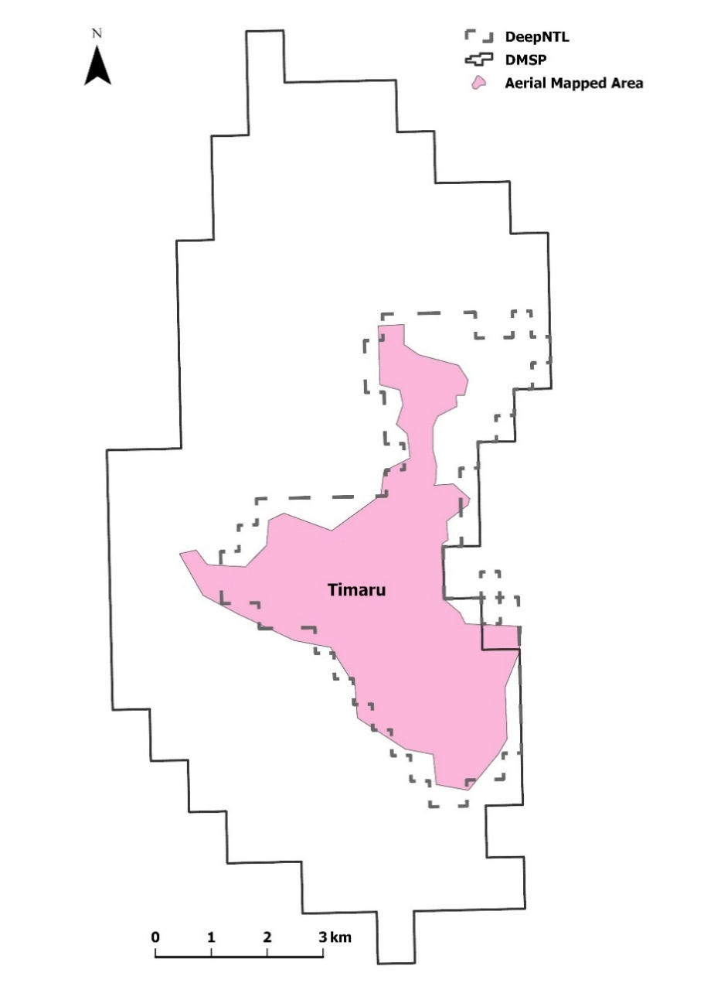 N
DeepNTL
DMSP
Aerial Mapped Area
Timaru
0 1 2 3 km